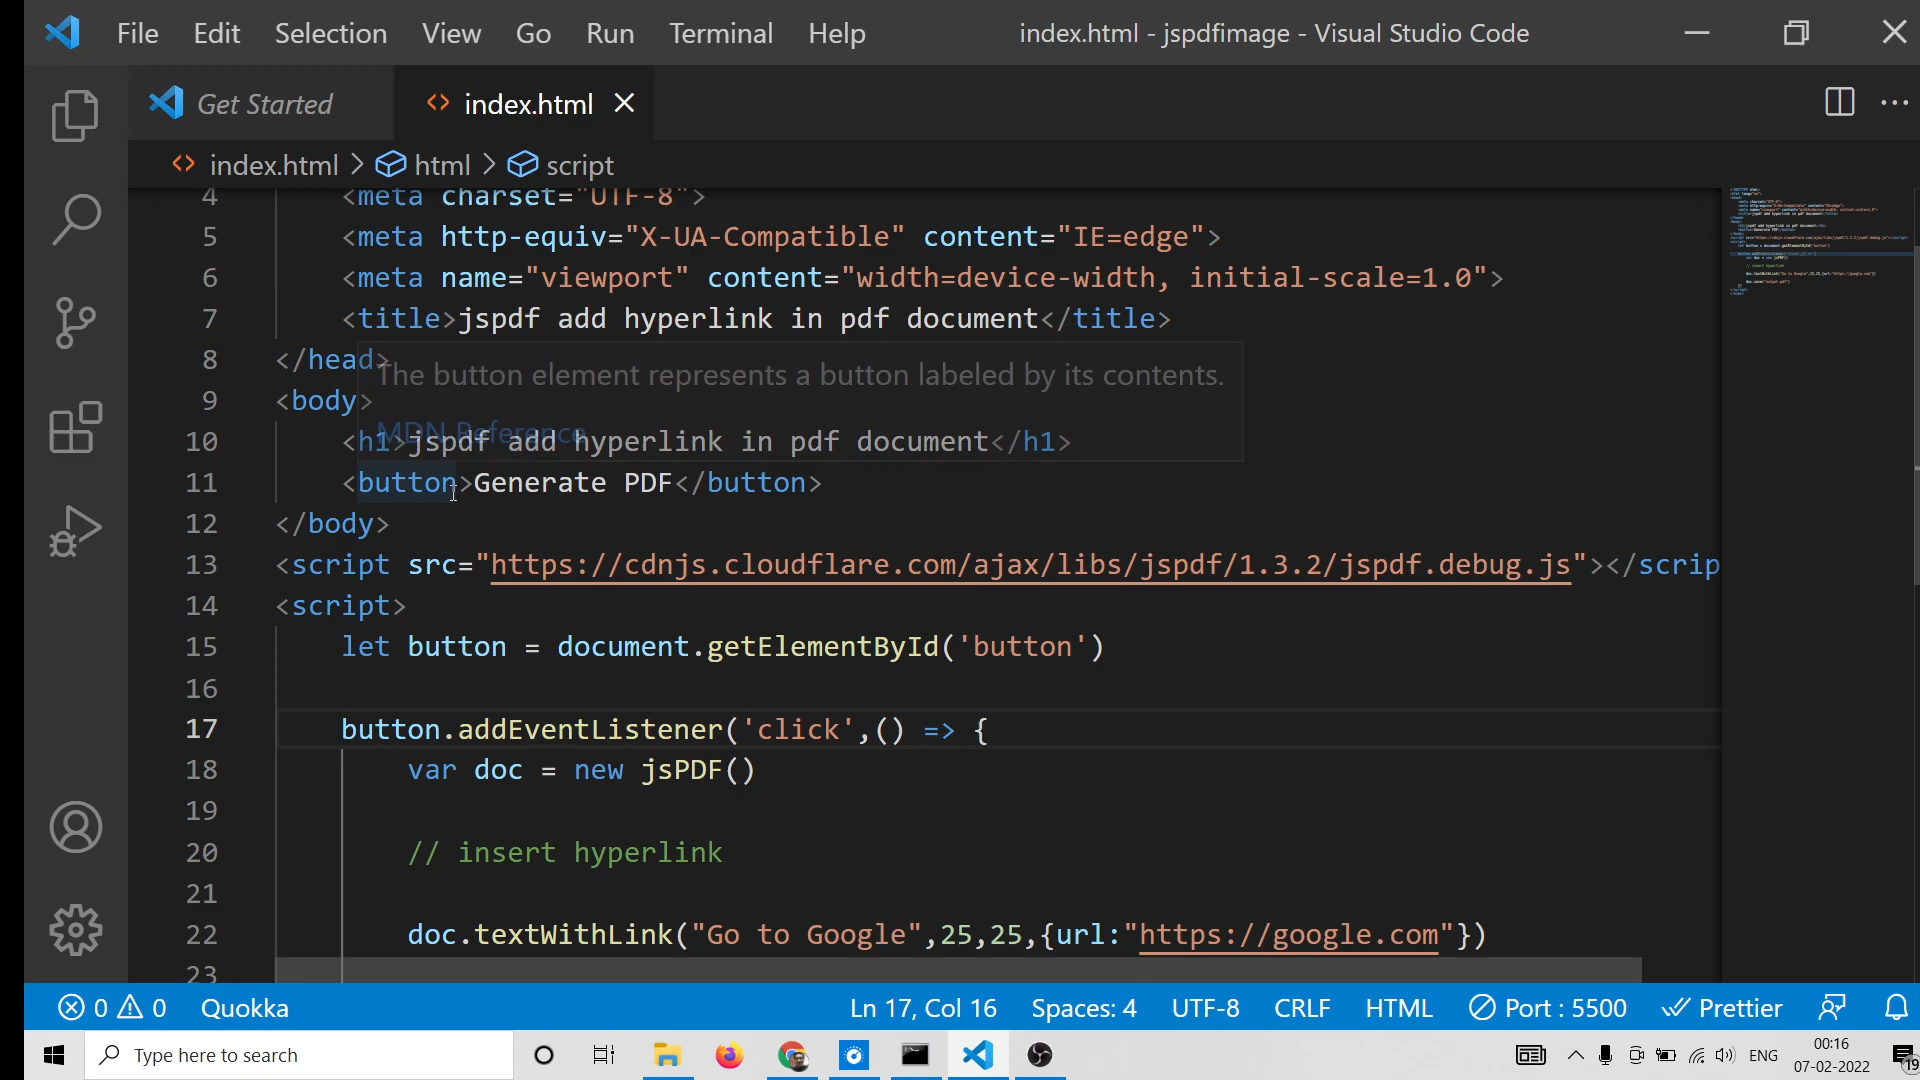 File Edit Selection View Go Run Terminal Help index.html - jspdfimage - Visual Studio Code
Get Started index.html
index.html > html > script
4 <meta charset="UTF-8">
5 <meta http-equiv="X-UA-Compatible" content="IE=edge">
6 <meta name="viewport" content="width=device-width, initial-scale=1.0">
7 <title>jspdf add hyperlink in pdf document</title>
8 </head>
The button element represents a button labeled by its contents.
9 <body>
MDN Reference
10 <h1>jspdf add hyperlink in pdf document</h1>
11 <button>Generate PDF</button>
12 </body>
13 <script src="https://cdnjs.cloudflare.com/ajax/libs/jspdf/1.3.2/jspdf.debug.js"></scrip
14 <script>
15 let button = document.getElementById('button')
16
17 button.addEventListener('click',() => {
18 var doc = new jsPDF()
19
20 // insert hyperlink
21
22 doc.textWithLink("Go to Google",25,25,{url:"https://google.com"})
23
0 0 Quokka Ln 17, Col 16 Spaces: 4 UTF-8 CRLF HTML Port : 5500 Prettier
Type here to search ENG 00:16
07-02-2022 19